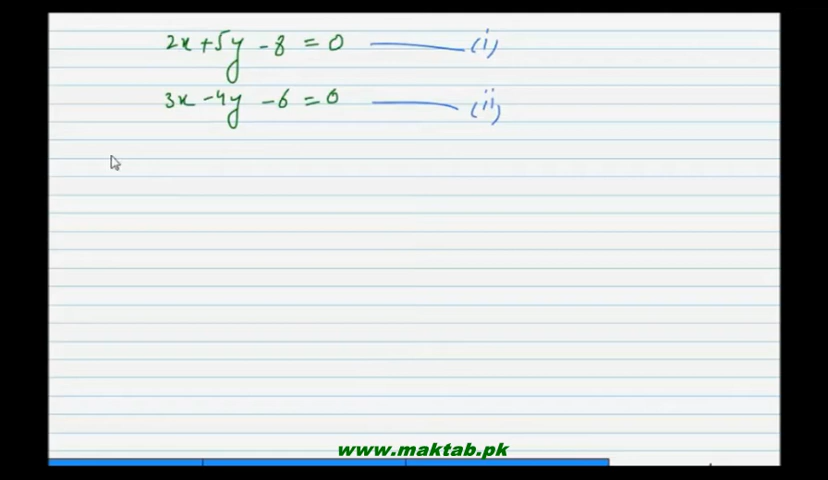 2x + 5y - 8 = 0 (i)
3x - 4y - 6 = 0 (ii)
www.maktab.pk